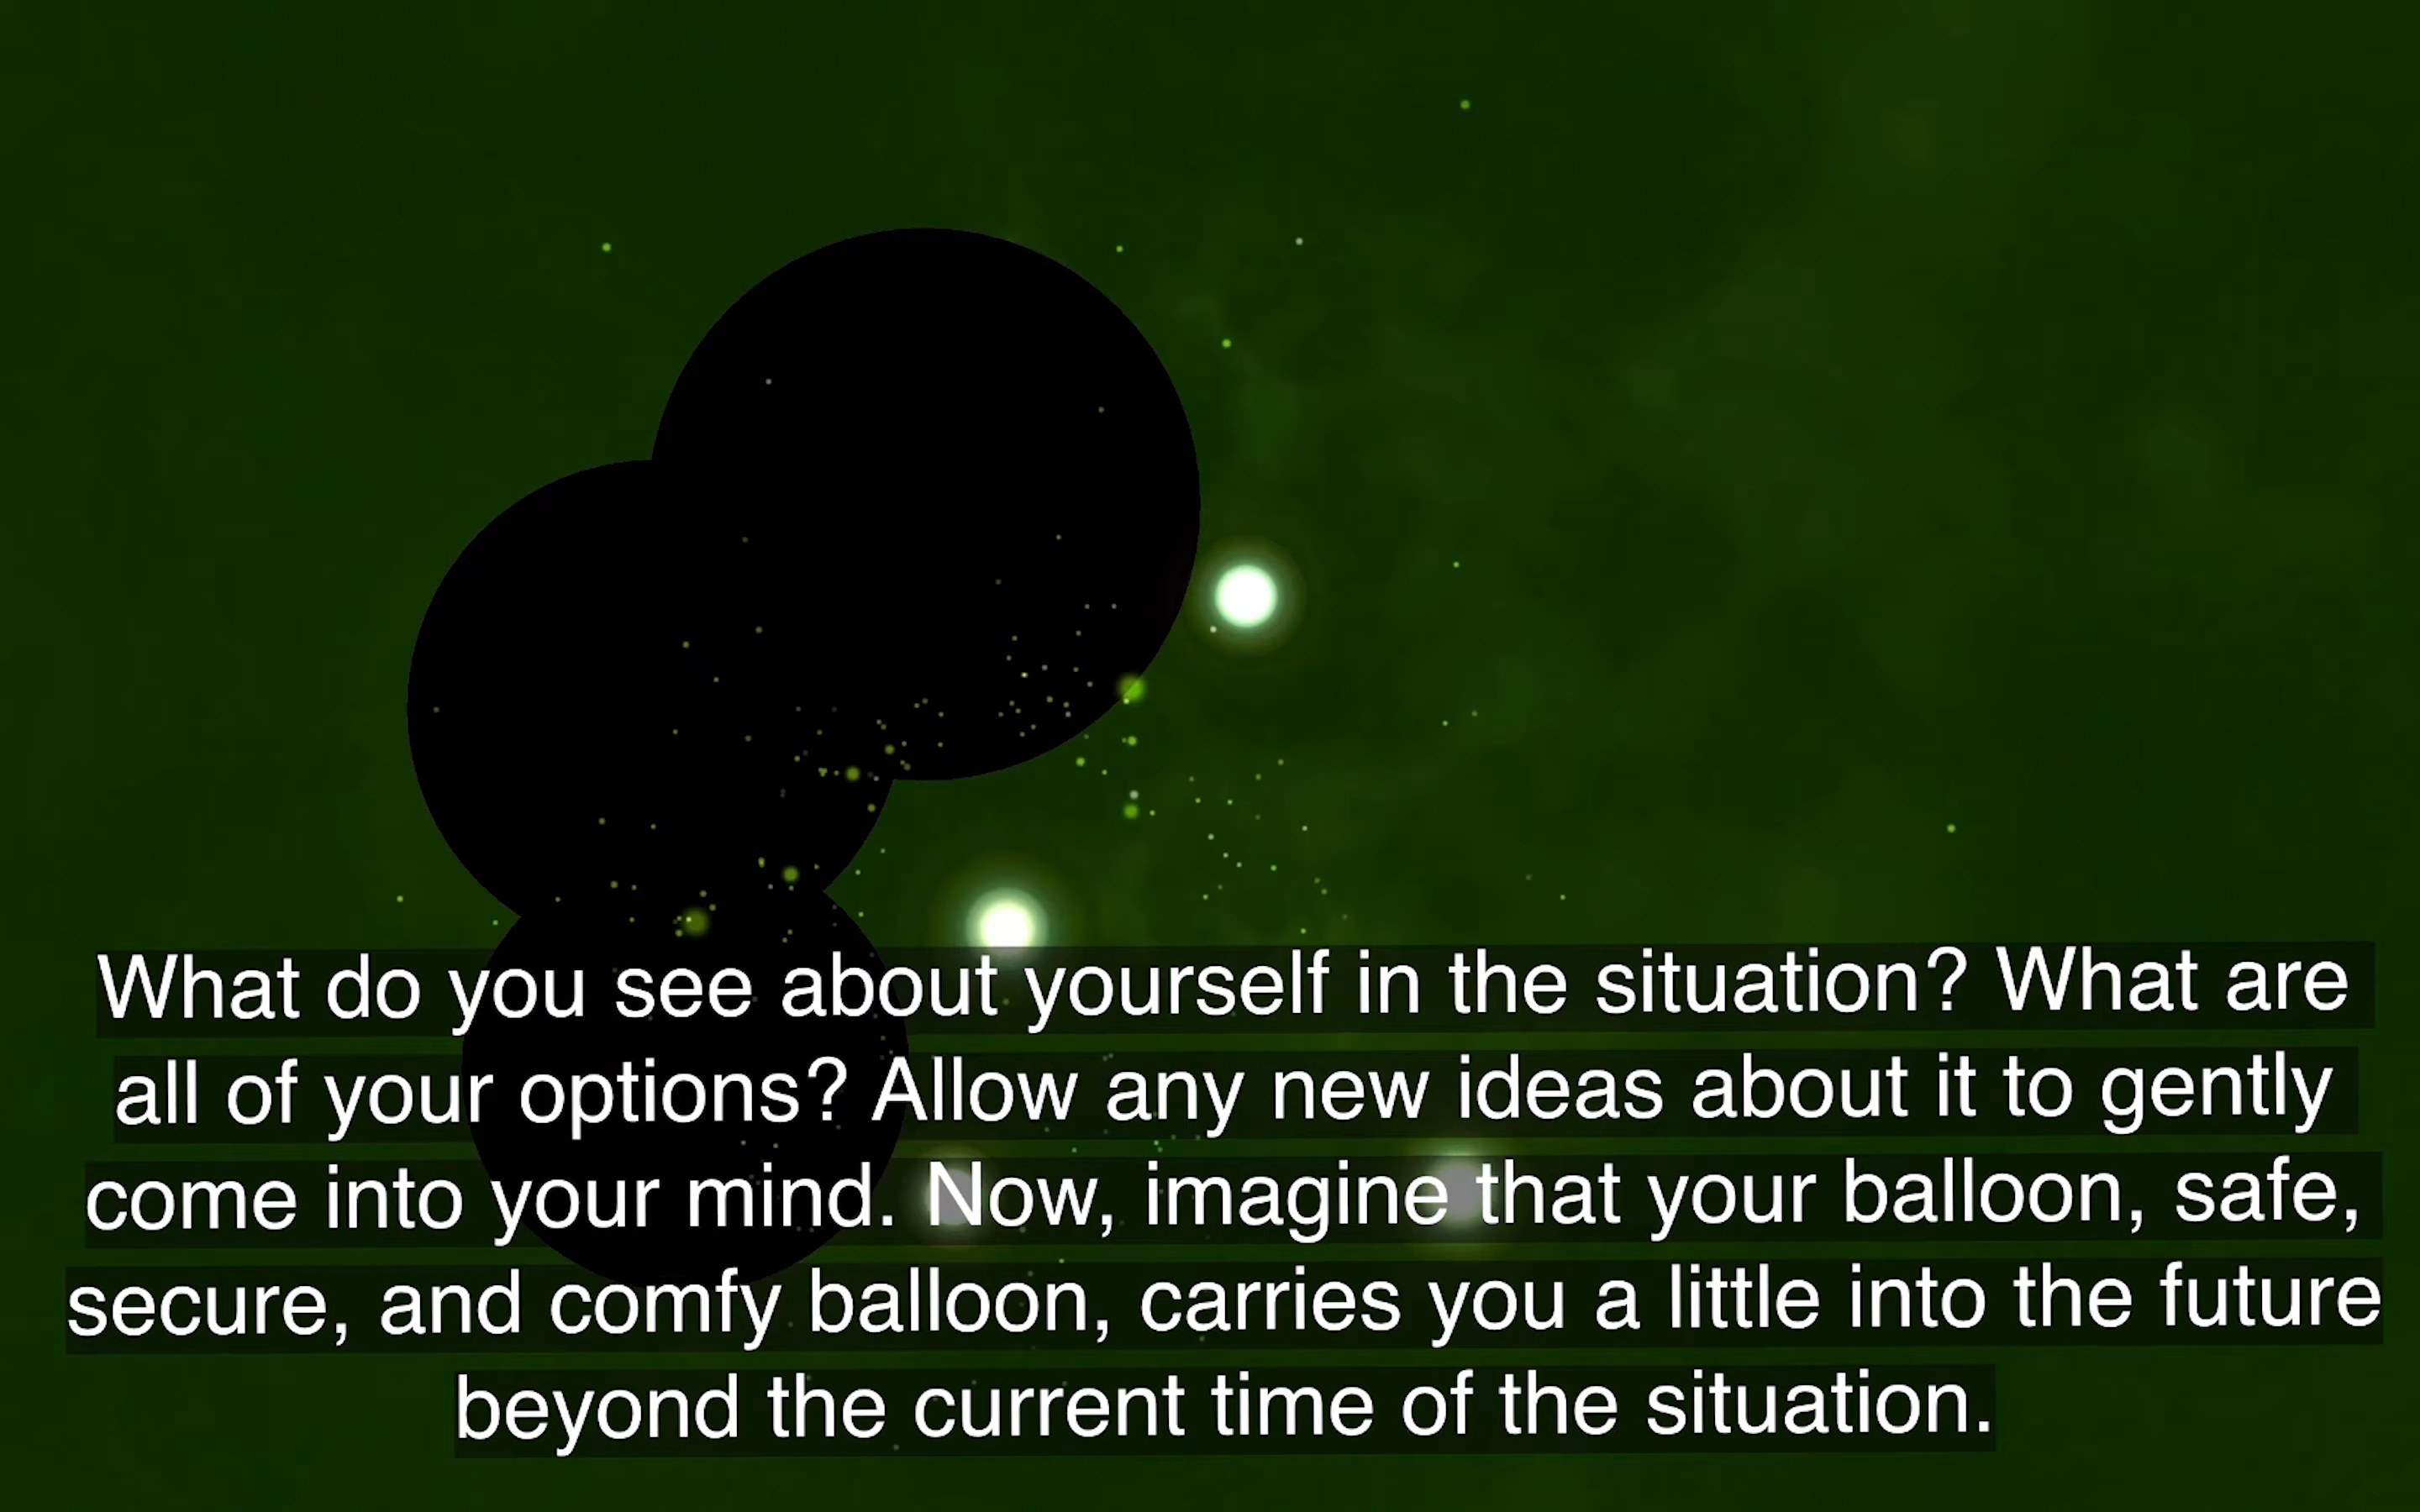 What do you see about yourself in the situation? What are
all of your options? Allow any new ideas about it to gently
come into your mind. Now, imagine that your balloon, safe,
secure, and comfy balloon, carries you a little into the future
beyond the current time of the situation.